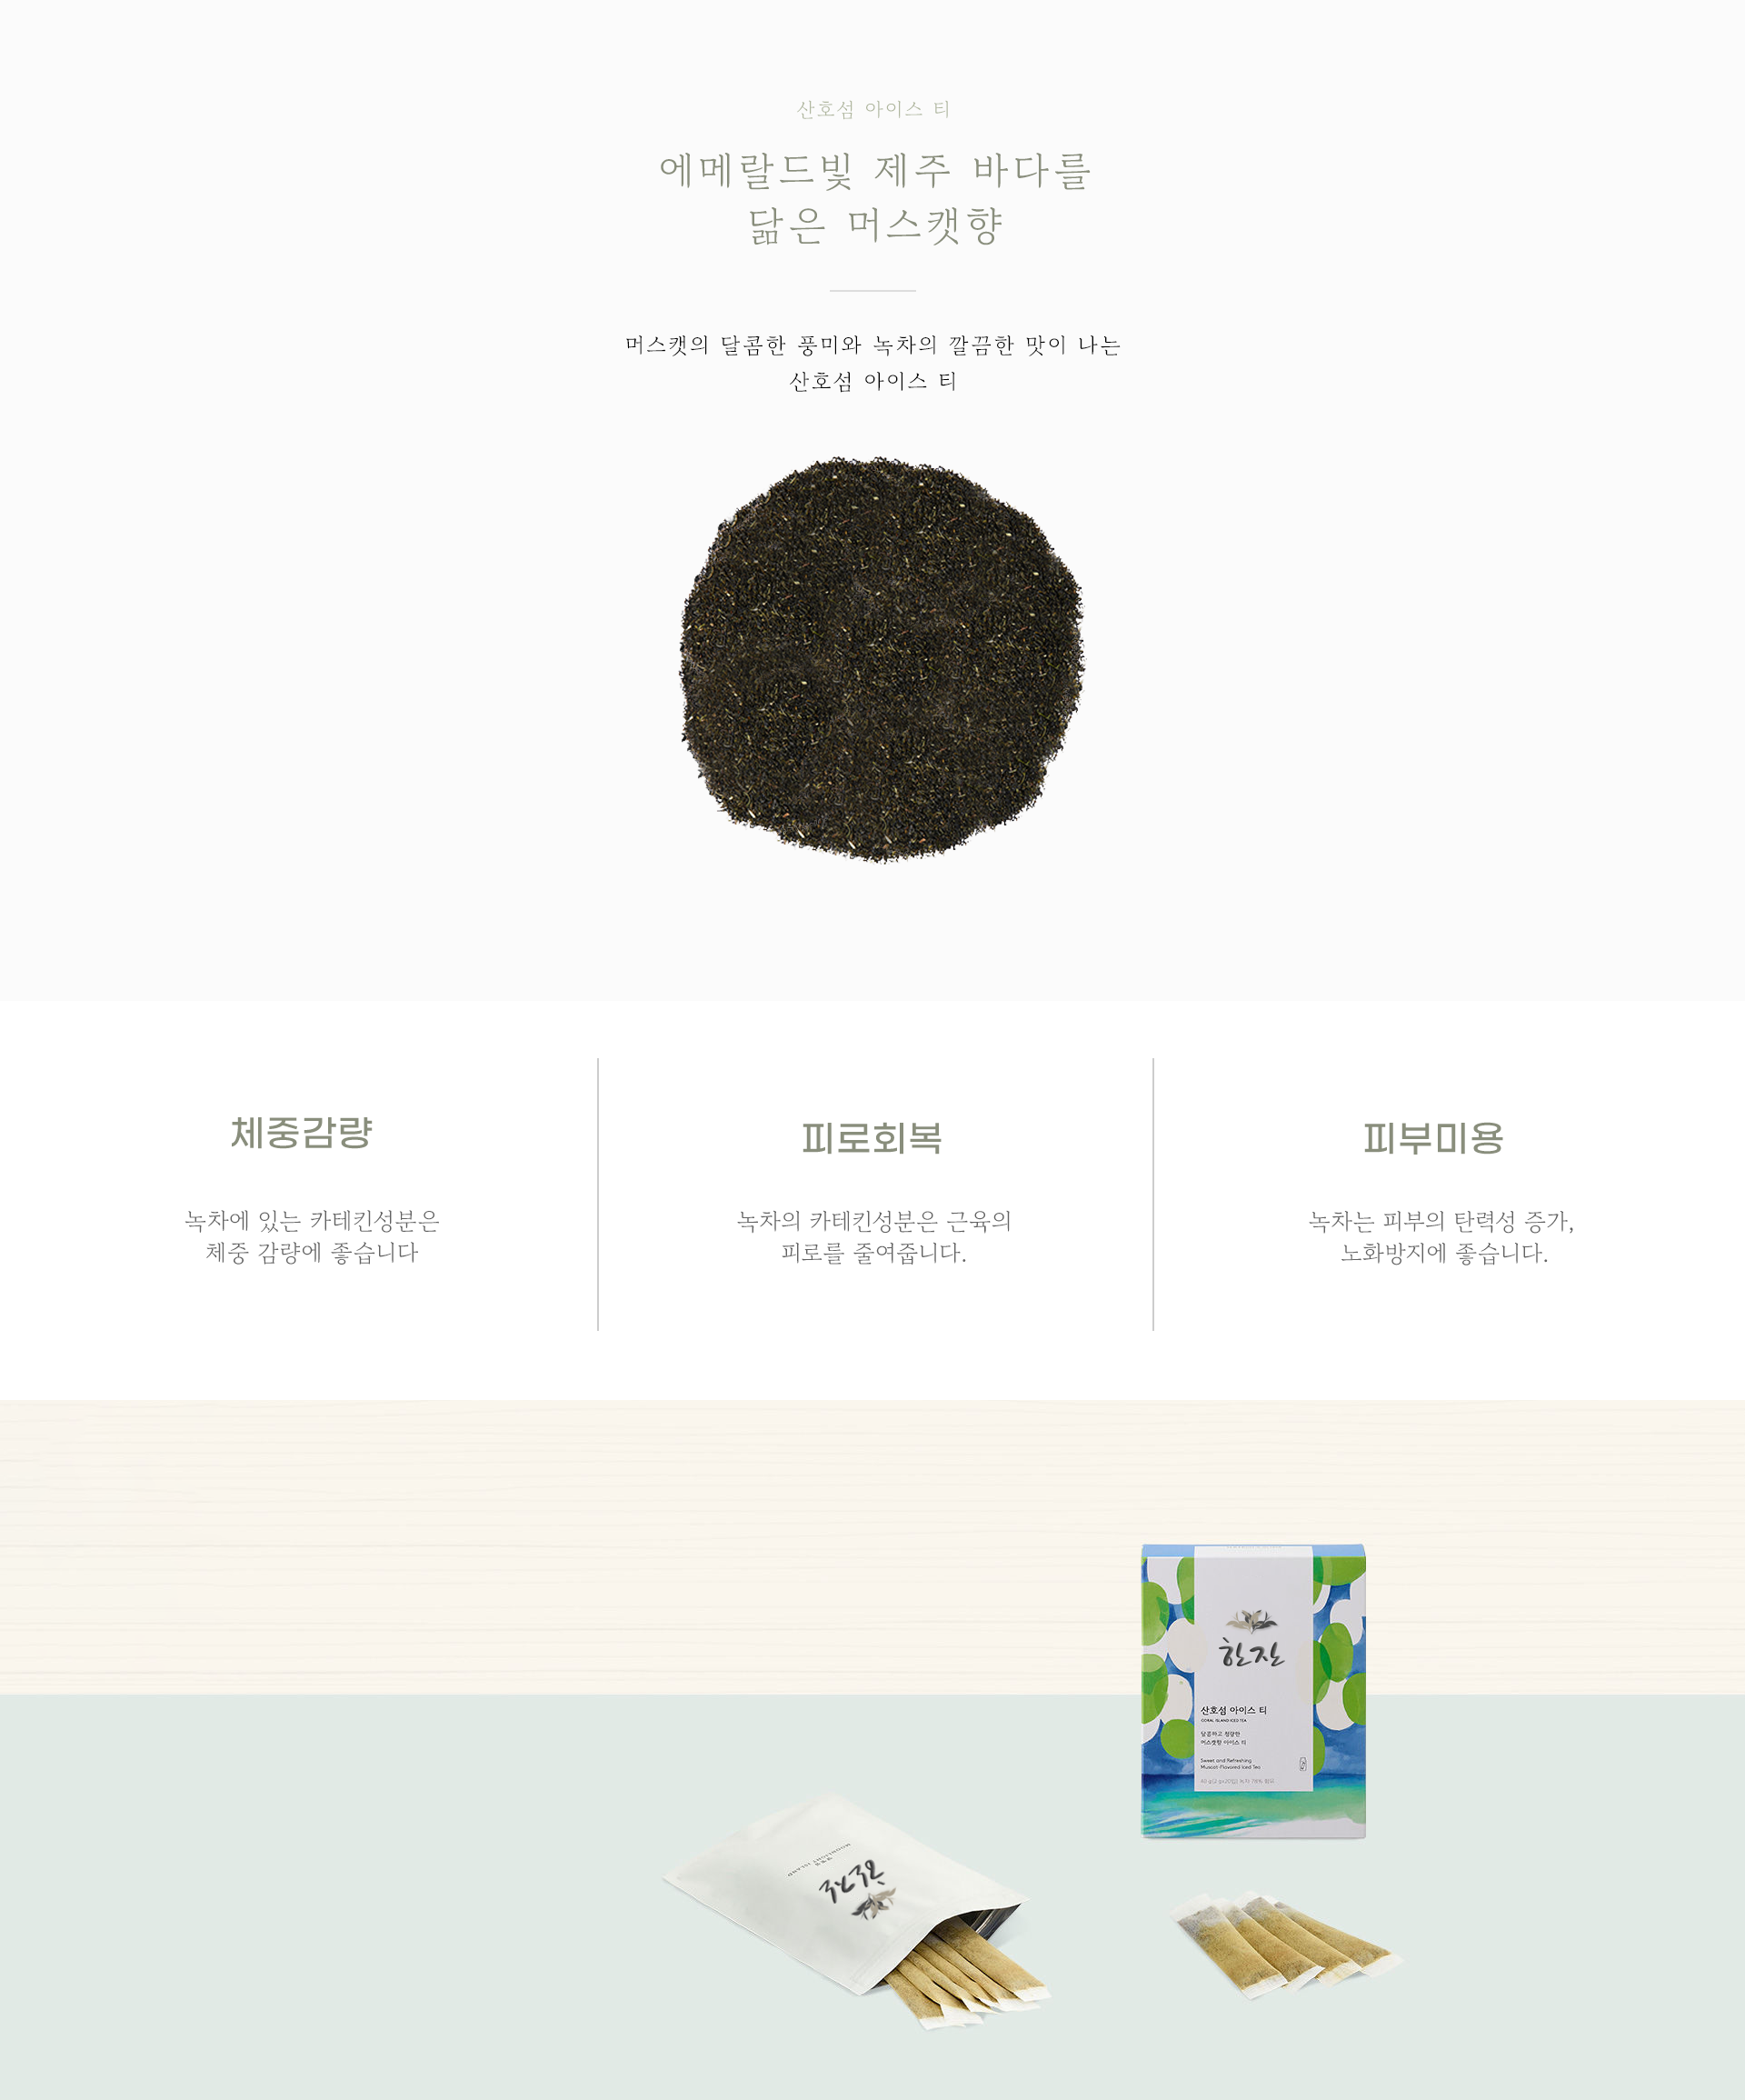 산호섬 아이스 티
에메랄드빛 제주 바다를
닮은 머스캣향
머스캣의 달콤한 풍미와 녹차의 깔끔한 맛이 나는
산호섬 아이스 티
체중감량
녹차에 있는 카테킨성분은
체중 감량에 좋습니다
피로회복
녹차의 카테킨성분은 근육의
피로를 줄여줍니다.
피부미용
녹차는 피부의 탄력성 증가,
노화방지에 좋습니다.
한잔
산호섬 아이스 티
CORAL ISLAND ICED TEA
달콤하고 청량한
머스캣향 아이스 티
Sweet and Refreshing
Muscat-Flavored Iced Tea
한잔
MOONLIGHT ISLAND